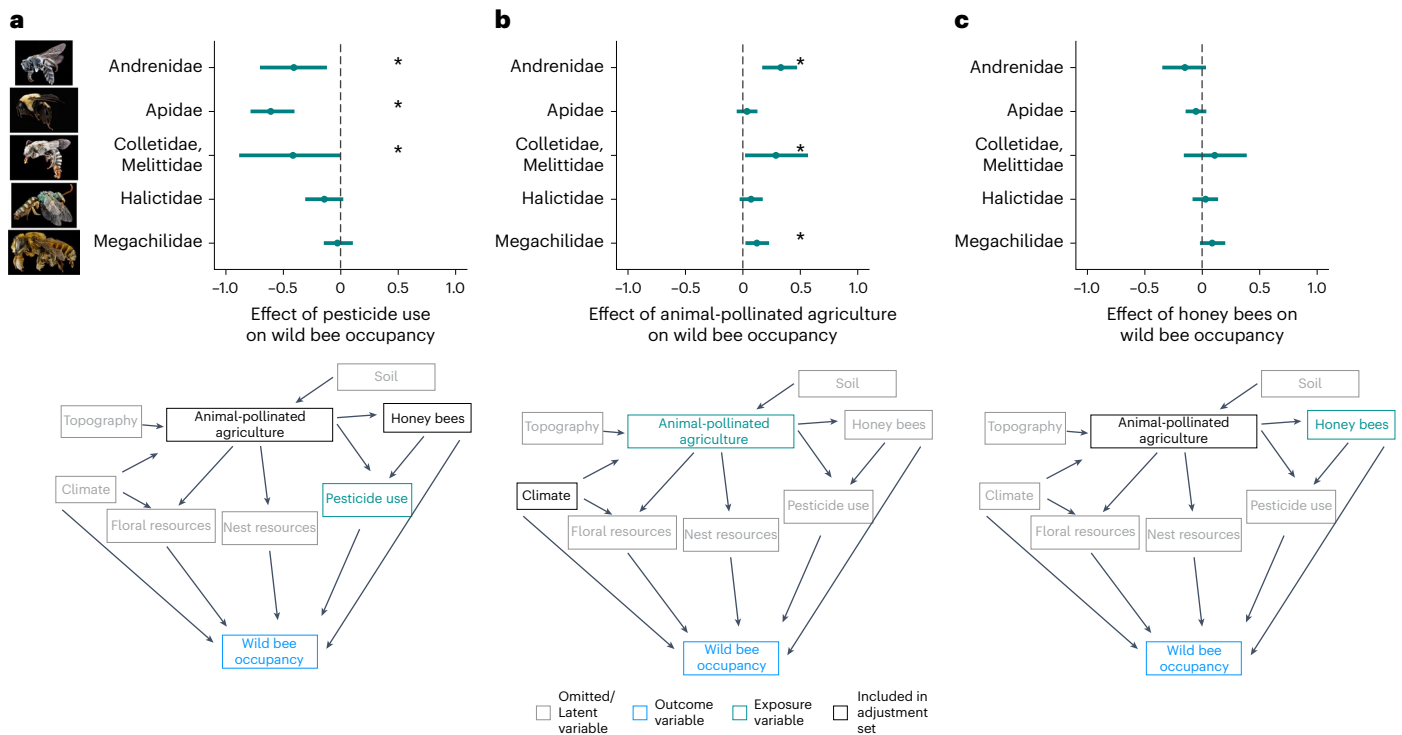 a
Andrenidae
*
Apidae
*
Colletidae,
Melittidae
*
Halictidae
Megachilidae
–1.0 –0.5 0 0.5 1.0
Effect of pesticide use
on wild bee occupancy
Soil
Topography
Animal-pollinated
agriculture
Honey bees
Climate
Pesticide use
Floral resources
Nest resources
Wild bee
occupancy
b
Andrenidae
*
Apidae
Colletidae,
Melittidae
*
Halictidae
Megachilidae
*
–1.0 –0.5 0 0.5 1.0
Effect of animal-pollinated agriculture
on wild bee occupancy
Soil
Topography
Animal-pollinated
agriculture
Honey bees
Climate
Pesticide use
Floral resources
Nest resources
Wild bee
occupancy
c
Andrenidae
Apidae
Colletidae,
Melittidae
Halictidae
Megachilidae
–1.0 –0.5 0 0.5 1.0
Effect of honey bees on
wild bee occupancy
Soil
Topography
Animal-pollinated
agriculture
Honey bees
Climate
Pesticide use
Floral resources
Nest resources
Wild bee
occupancy
Omitted/
Latent
variable
Outcome
variable
Exposure
variable
Included in
adjustment
set